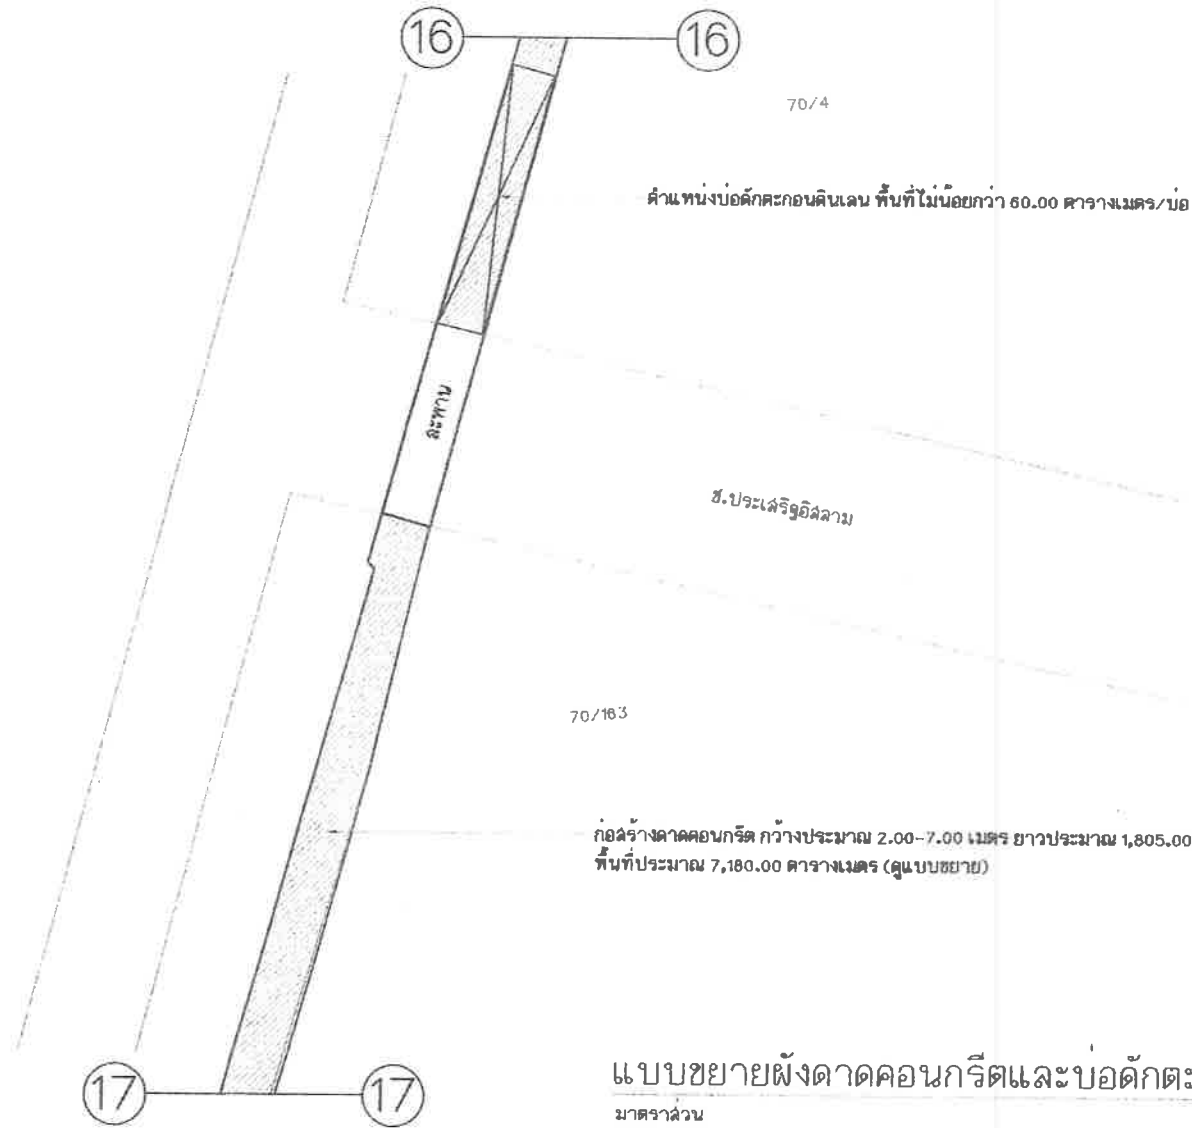 16 16
70/4
ตำแหน่งบ่อดักตะกอนดินเลน พื้นที่ไม่น้อยกว่า 60.00 ตารางเมตร/บ่อ
สะพาน
ซ.ประเสริฐอิสลาม
70/163
ก่อสร้างดาดคอนกรีต กว้างประมาณ 2.00-7.00 เมตร ยาวประมาณ 1,805.00
พื้นที่ประมาณ 7,180.00 ตารางเมตร (ดูแบบขยาย)
แบบขยายผังดาดคอนกรีตและบ่อดักตะ
มาตราส่วน
17 17